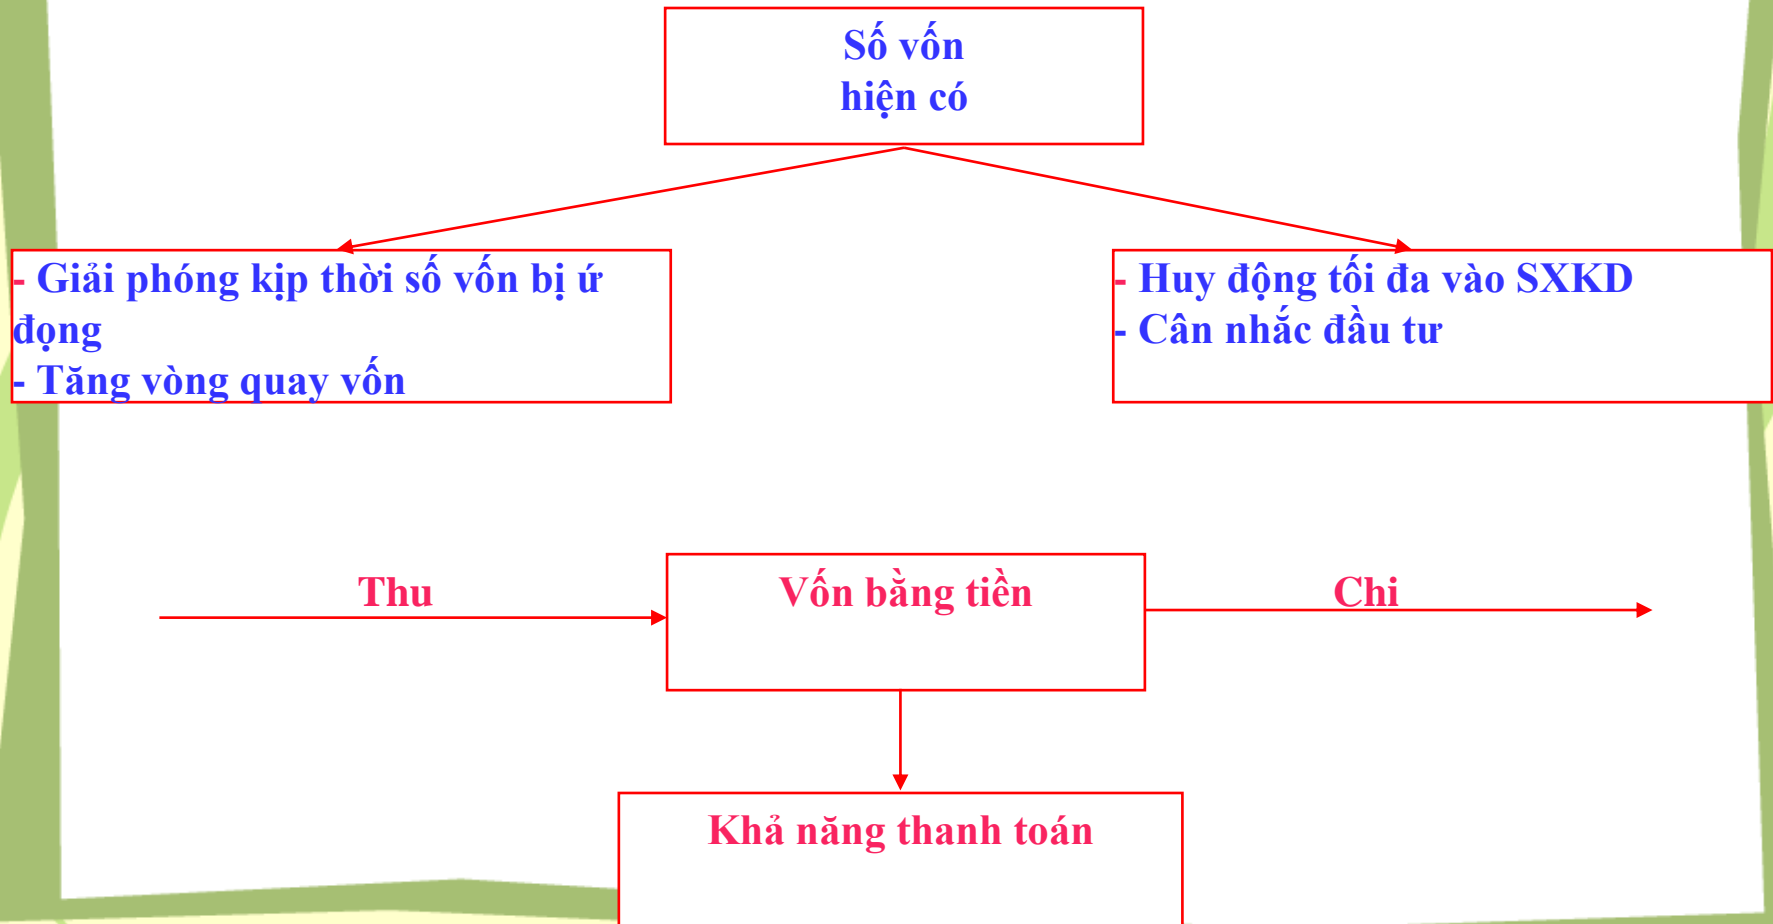 Số vốn
hiện có
- Giải phóng kịp thời số vốn bị ứ
đọng
- Tăng vòng quay vốn
- Huy động tối đa vào SXKD
- Cân nhắc đầu tư
Thu
Vốn bằng tiền
Chi
Khả năng thanh toán